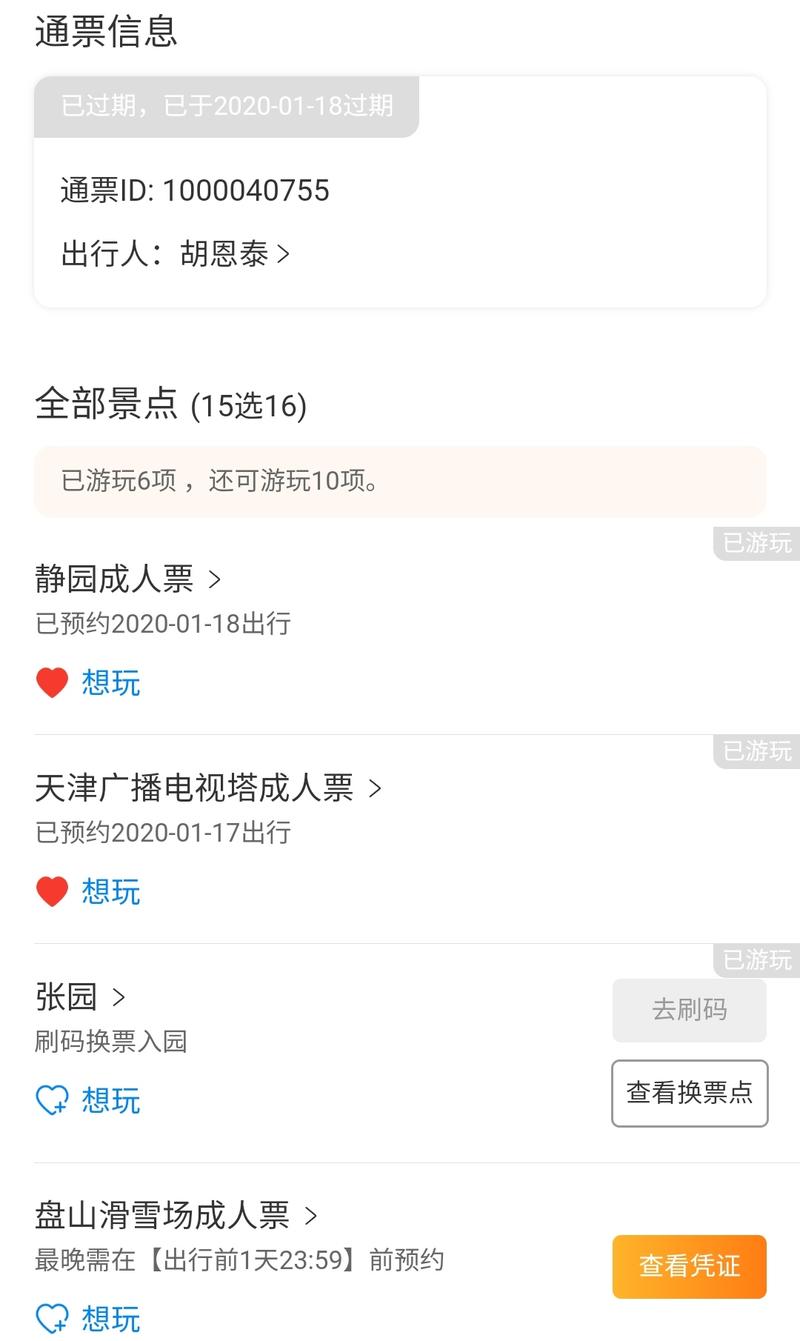 通票信息
已过期，已于2020-01-18过期
通票ID: 1000040755
出行人：胡恩泰 >
全部景点 (15选16)
已游玩6项 ，还可游玩10项。
已游玩
静园成人票 >
已预约2020-01-18出行
想玩
已游玩
天津广播电视塔成人票 >
已预约2020-01-17出行
想玩
已游玩
张园 >
去刷码
刷码换票入园
查看换票点
想玩
盘山滑雪场成人票 >
最晚需在【出行前1天23:59】前预约
查看凭证
想玩